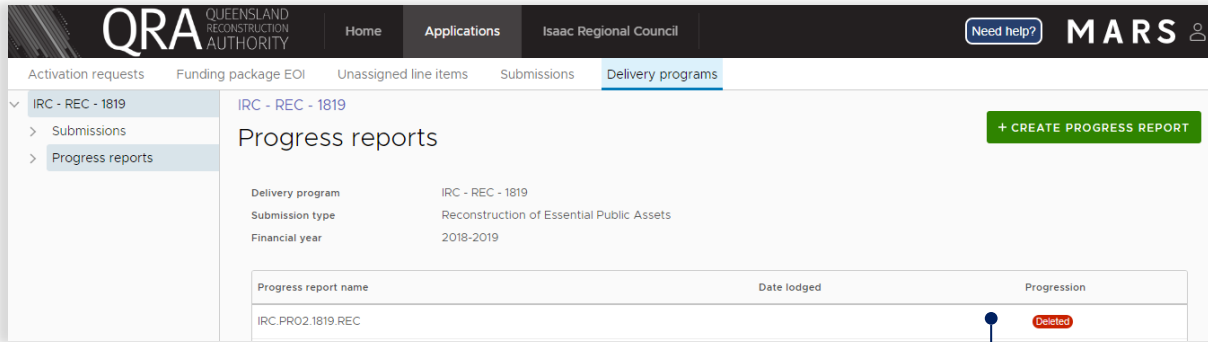 QRA QUEENSLAND RECONSTRUCTION AUTHORITY
Home Applications Isaac Regional Council Need help? MARS
Activation requests Funding package EOI Unassigned line items Submissions Delivery programs
IRC - REC - 1819
Submissions
Progress reports
IRC - REC - 1819
Progress reports
+ CREATE PROGRESS REPORT
Delivery program IRC - REC - 1819
Submission type Reconstruction of Essential Public Assets
Financial year 2018-2019
Progress report name Date lodged Progression
IRC.PR02.1819.REC Deleted